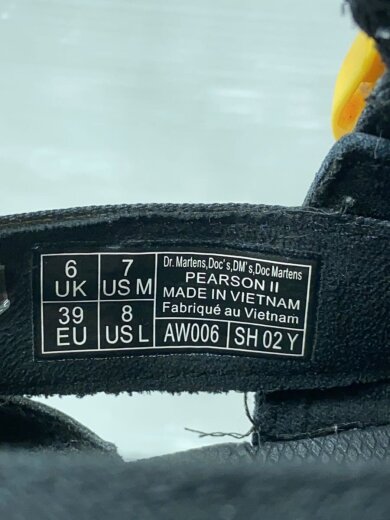 6 UK
7 US M
39 EU
8 US L
Dr. Martens,Doc's,DM's,Doc Martens
PEARSON II
MADE IN VIETNAM
Fabriqué au Vietnam
AW006
SH 02 Y